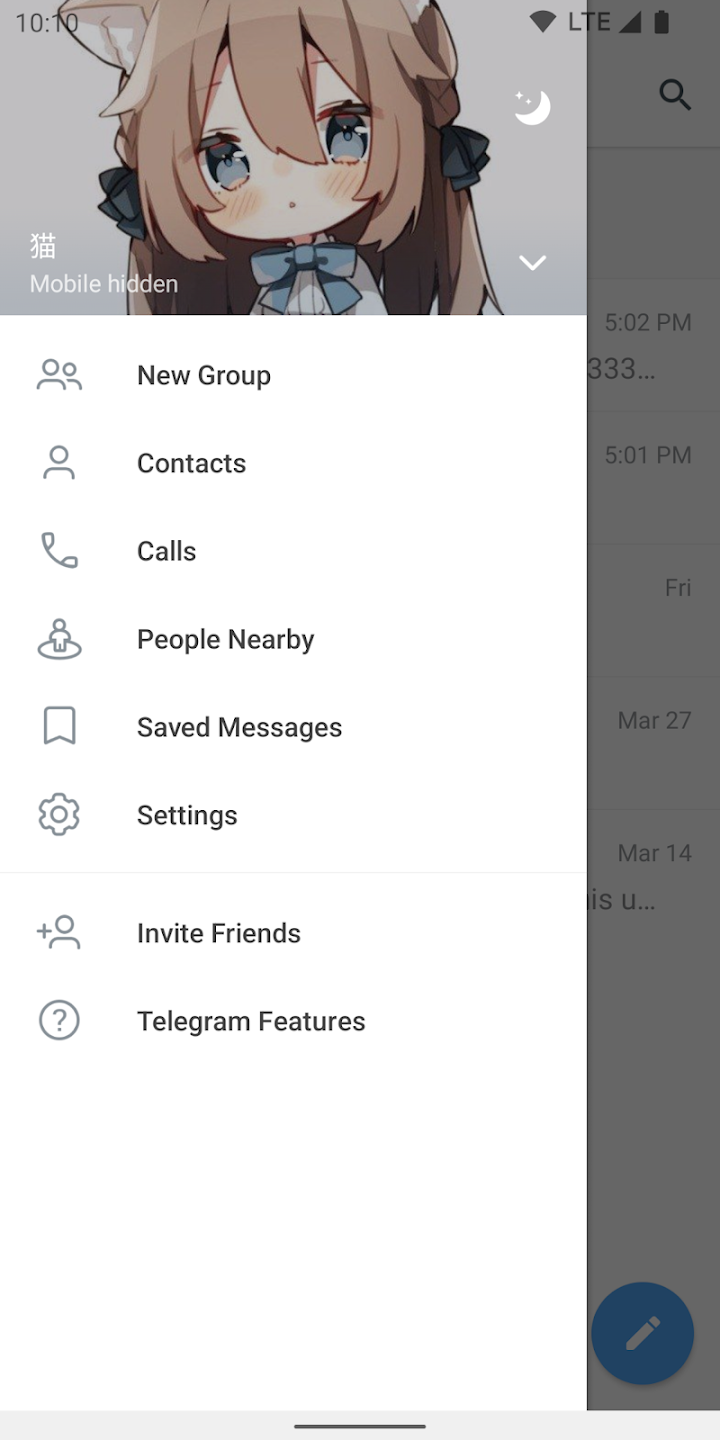 10:10
LTE
猫
Mobile hidden
New Group
Contacts
Calls
People Nearby
Saved Messages
Settings
Invite Friends
Telegram Features
5:02 PM
333…
5:01 PM
Fri
Mar 27
Mar 14
is u…